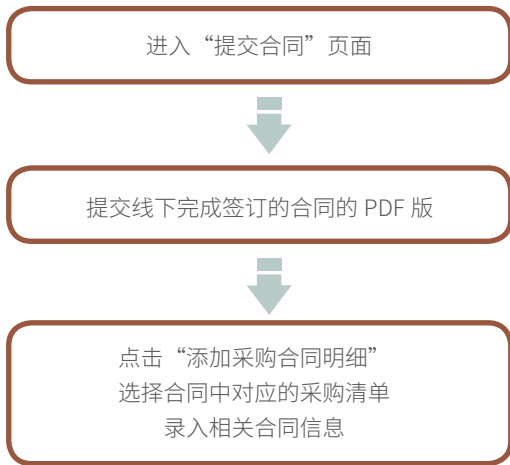 进入“提交合同”页面
提交线下完成签订的合同的 PDF 版
点击“添加采购合同明细”
选择合同中对应的采购清单
录入相关合同信息